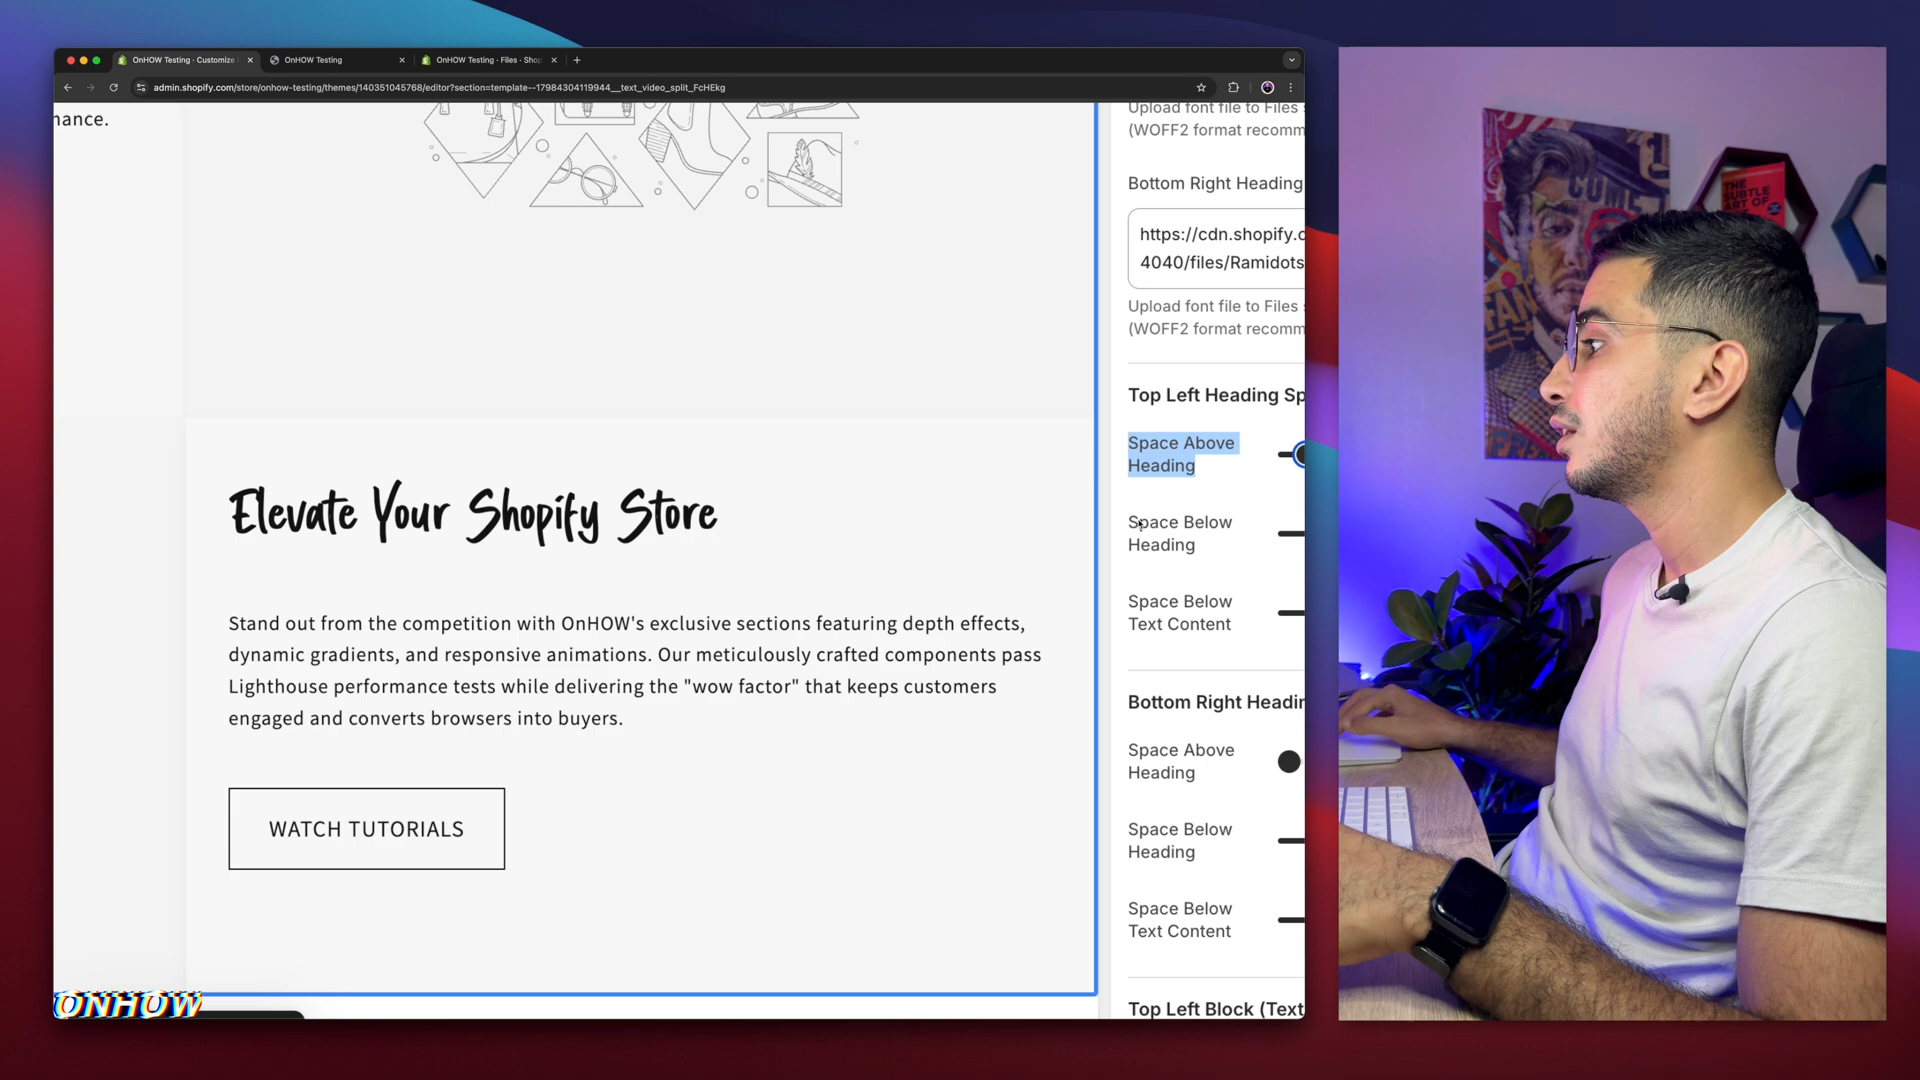 OnHOW Testing · Customize
OnHOW Testing
OnHOW Testing · Files · Shop
admin.shopify.com/store/onhow-testing/themes/140351045768/editor?section=template--17984304119944__text_video_split_FcHEkg
hance.
Upload font file to Files
(WOFF2 format recomm
Bottom Right Heading
https://cdn.shopify.c
4040/files/Ramidots
Upload font file to Files
(WOFF2 format recomm
Top Left Heading Sp
Space Above
Heading
Space Below
Heading
Space Below
Text Content
Bottom Right Headin
Space Above
Heading
Space Below
Heading
Space Below
Text Content
Top Left Block (Text
Elevate Your Shopify Store
Stand out from the competition with OnHOW's exclusive sections featuring depth effects,
dynamic gradients, and responsive animations. Our meticulously crafted components pass
Lighthouse performance tests while delivering the "wow factor" that keeps customers
engaged and converts browsers into buyers.
WATCH TUTORIALS
ONHOW
COME
THE
SUBTLE
ART OF